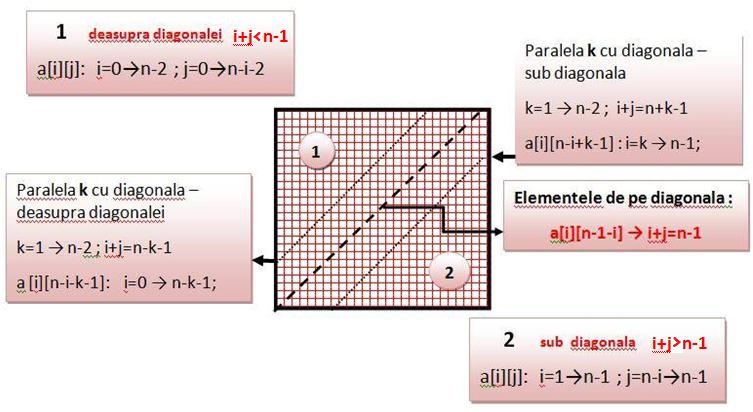 1 deasupra diagonalei i+j<n-1
a[i][j]: i=0→n-2 ; j=0→n-i-2
Paralela k cu diagonala –
sub diagonala
k=1 → n-2 ; i+j=n+k-1
a[i][n-i+k-1] : i=k → n-1;
1
Paralela k cu diagonala –
deasupra diagonalei
k=1 → n-2 ; i+j=n-k-1
a [i][n-i-k-1]: i=0 → n-k-1;
Elementele de pe diagonala :
a[i][n-1-i] → i+j=n-1
2
2 sub diagonala i+j>n-1
a[i][j]: i=1→n-1 ; j=n-i→n-1